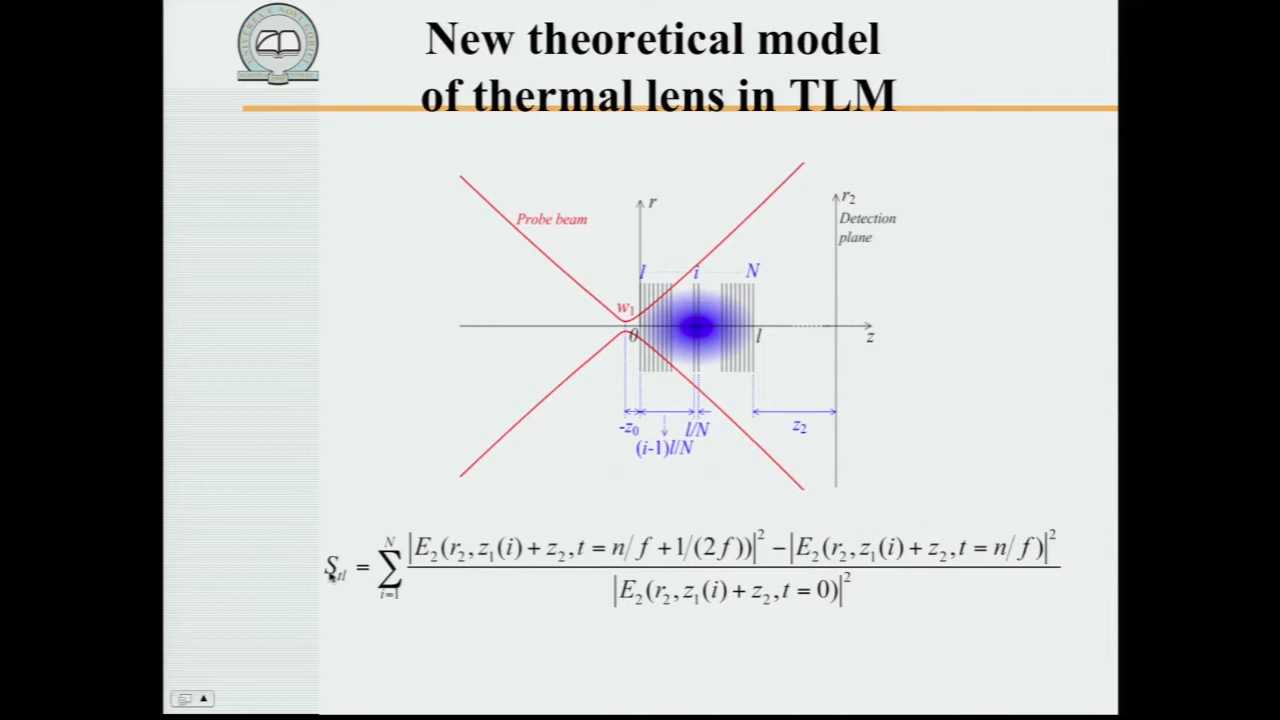 New theoretical model
of thermal lens in TLM
Probe beam
r
r₂
Detection
plane
l
i
N
w₁
0
l
z
-z₀
l/N
z₂
(i-1)l/N
S_tl = \sum_{i=1}^{N} \frac{|E₂(r₂, z₁(i) + z₂, t = n/f + 1/(2f))|² − |E₂(r₂, z₁(i) + z₂, t = n/f)|²}{|E₂(r₂, z₁(i) + z₂, t = 0)|²}